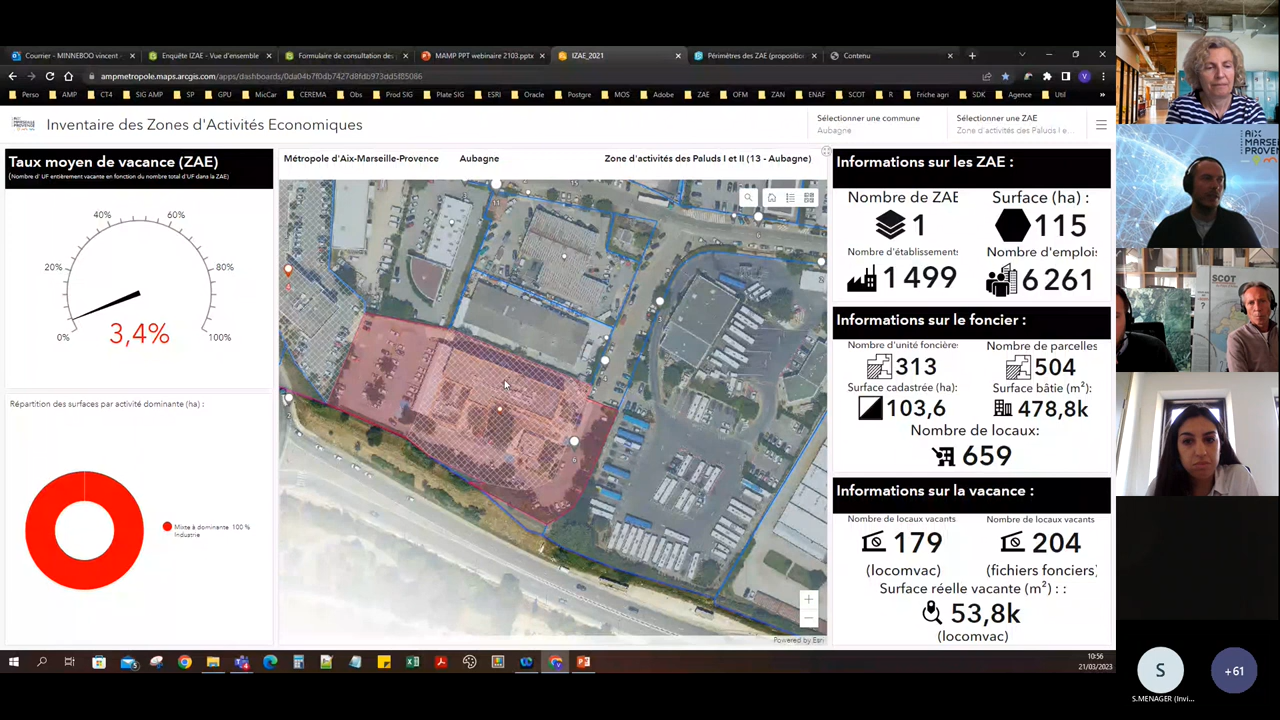 Courrier - MINNEBOO vincent -
Enquête IZAE - Vue d'ensemble
Formulaire de consultation des
MAMP PPT webinaire 2103.pptx
IZAE_2021
Périmètres des ZAE (propositio
Contenu
ampmetropole.maps.arcgis.com/apps/dashboards/0da04b7f0db7427d8fdb973dd5f85086
Perso AMP CT4 SIG AMP SP GPU MicCar CEREMA Obs Prod SIG Plate SIG ESRI Oracle Postgre MOS Adobe ZAE OFM ZAN ENAF SCOT R Friche agri SDK Agence Util
Inventaire des Zones d'Activités Economiques
Sélectionner une commune
Aubagne
Sélectionner une ZAE
Zone d'activités des Paluds I et...
Taux moyen de vacance (ZAE)
(Nombre d' UF entièrement vacante en fonction du nombre total d'UF dans la ZAE)
0%
20%
40%
60%
80%
100%
3,4%
Répartition des surfaces par activité dominante (ha) :
Mixte à dominante 100 %
Industrie
Métropole d'Aix-Marseille-Provence Aubagne Zone d'activités des Paluds I et II (13 - Aubagne)
11
6
6
Powered by Esri
Informations sur les ZAE :
Nombre de ZAE
1
Surface (ha) :
115
Nombre d'établissement:
1 499
Nombre d'emploi:
6 261
Informations sur le foncier :
Nombre d'unité foncière:
313
Nombre de parcelles
504
Surface cadastrée (ha):
103,6
Surface bâtie (m²):
478,8k
Nombre de locaux:
659
Informations sur la vacance :
Nombre de locaux vacants
179
(locomvac)
Nombre de locaux vacants
204
(fichiers fonciers)
Surface réelle vacante (m²) : :
53,8k
(locomvac)
10:56
21/03/2023
AIX
MARSEI
PROVEN
SCOT
S
S.MENAGER (Invi...
+61